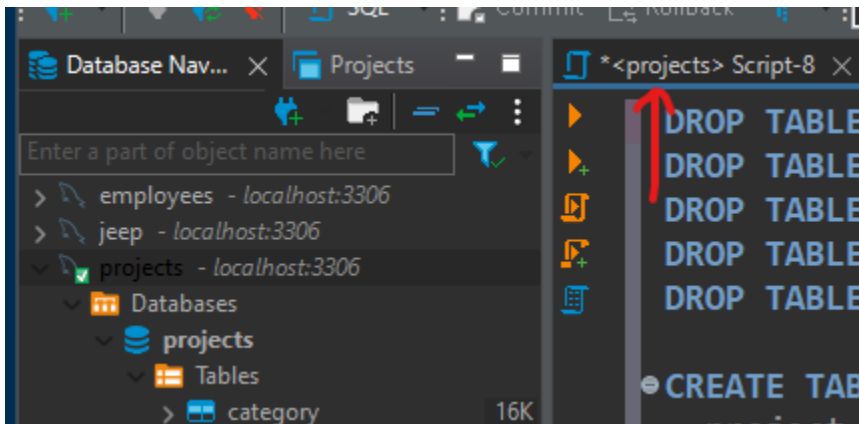 SQL Commit Rollback
Database Nav... Projects
*<projects> Script-8
Enter a part of object name here
employees - localhost:3306
jeep - localhost:3306
projects - localhost:3306
Databases
projects
Tables
category 16K
DROP TABLE
DROP TABLE
DROP TABLE
DROP TABLE
DROP TABLE
CREATE TAB